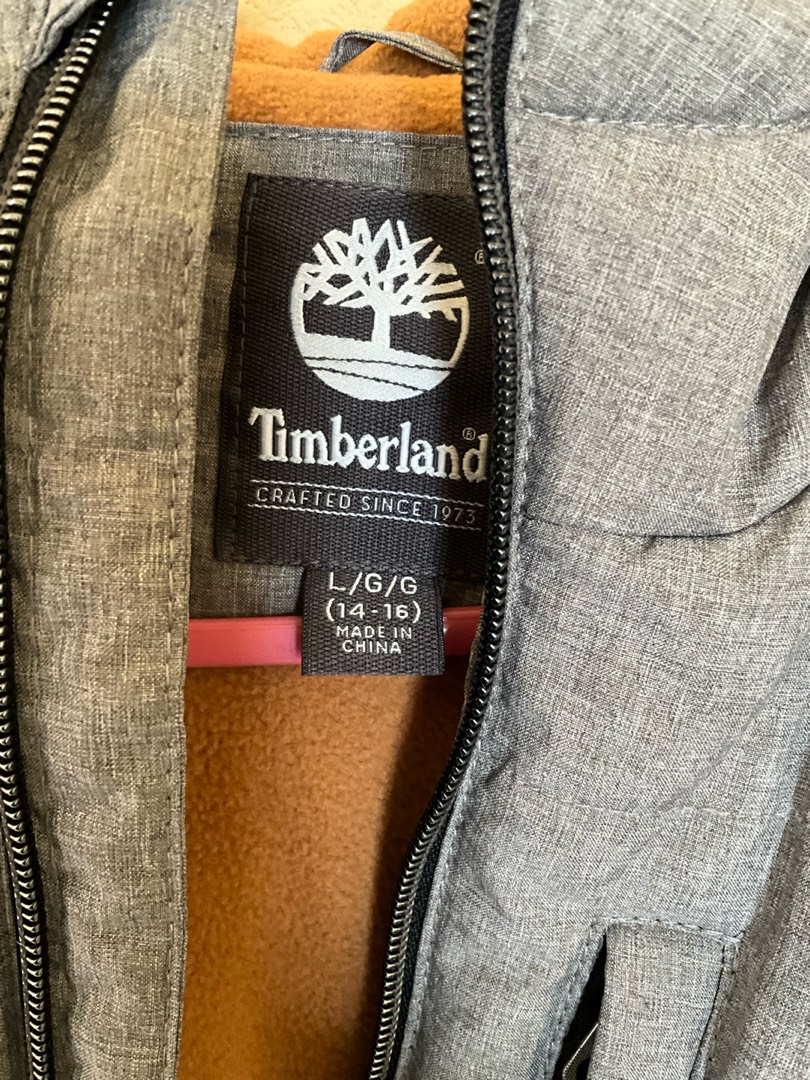 ®
Timberland®
CRAFTED SINCE 1973
L/G/G
(14-16)
MADE IN
CHINA